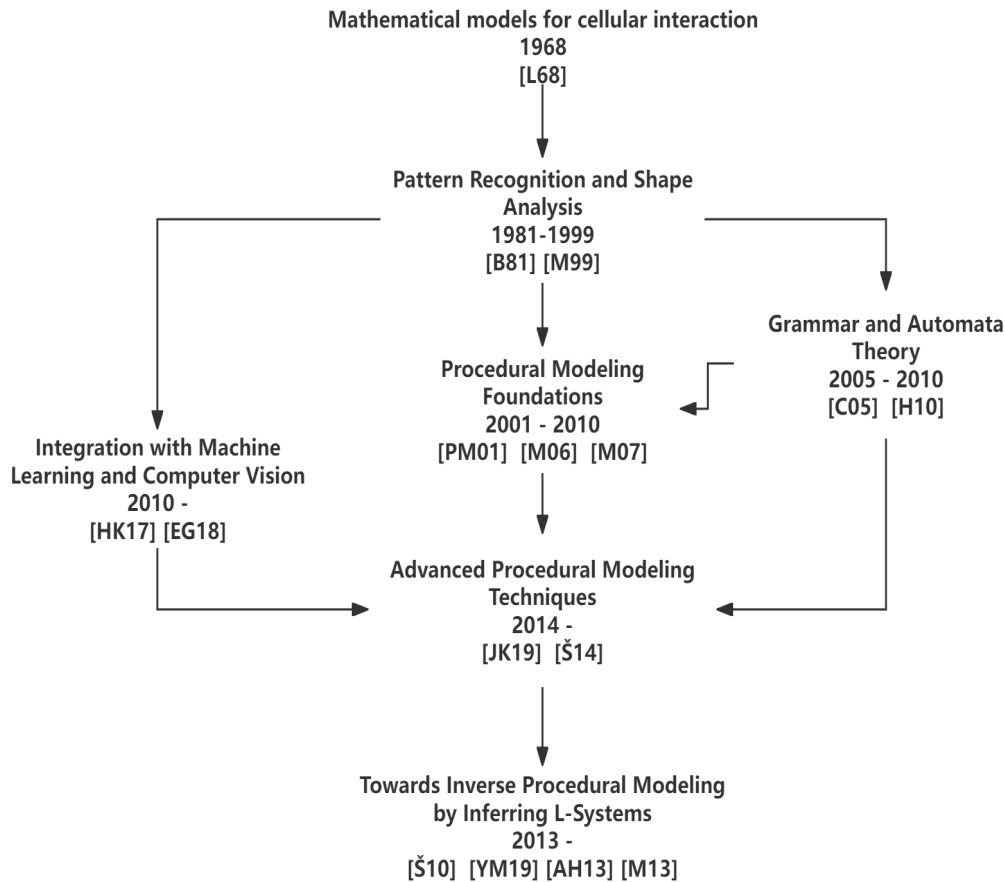 Mathematical models for cellular interaction
1968
[L68]
Pattern Recognition and Shape
Analysis
1981-1999
[B81] [M99]
Grammar and Automata
Theory
2005 - 2010
[C05] [H10]
Procedural Modeling
Foundations
2001 - 2010
[PM01] [M06] [M07]
Integration with Machine
Learning and Computer Vision
2010 -
[HK17] [EG18]
Advanced Procedural Modeling
Techniques
2014 -
[JK19] [Š14]
Towards Inverse Procedural Modeling
by Inferring L-Systems
2013 -
[Š10] [YM19] [AH13] [M13]